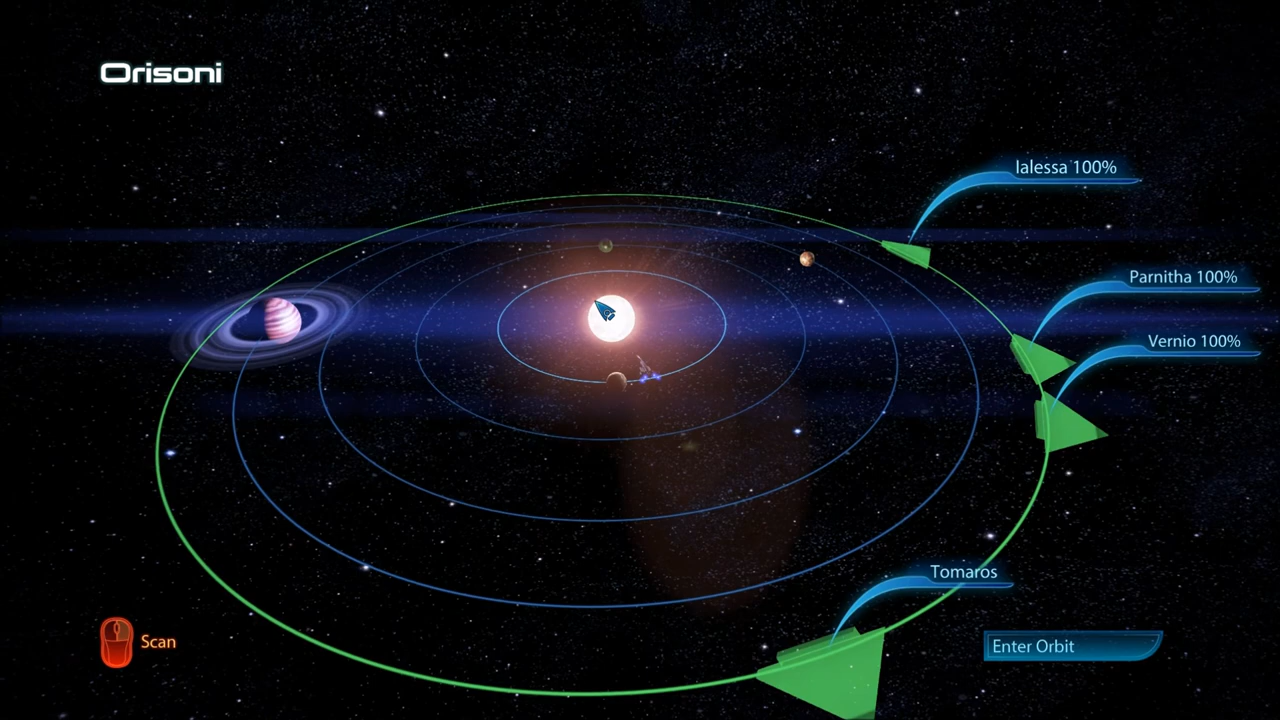 Orisoni
Ialessa 100%
Parnitha 100%
Vernio 100%
Tomaros
Scan
Enter Orbit